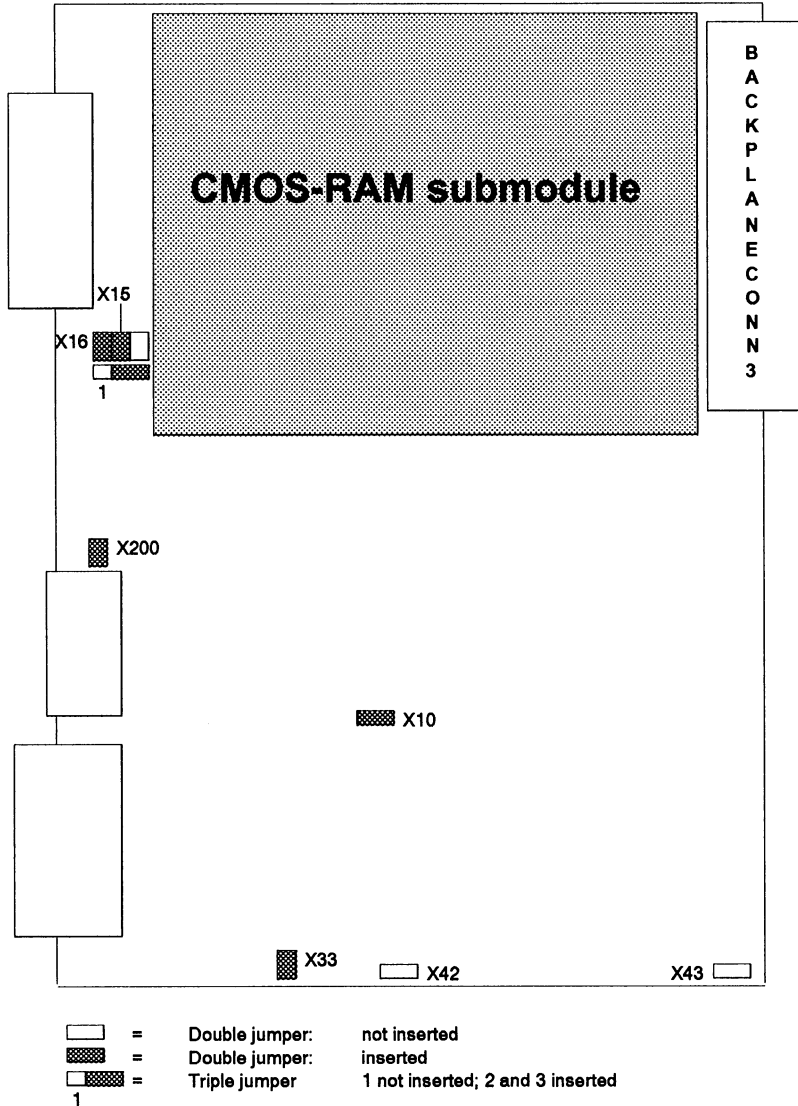 BACKPLANECONN3
CMOS-RAM submodule
X15
X16
1
X200
X10
X33
X42
X43
= Double jumper: not inserted
= Double jumper: inserted
= Triple jumper 1 not inserted; 2 and 3 inserted
1